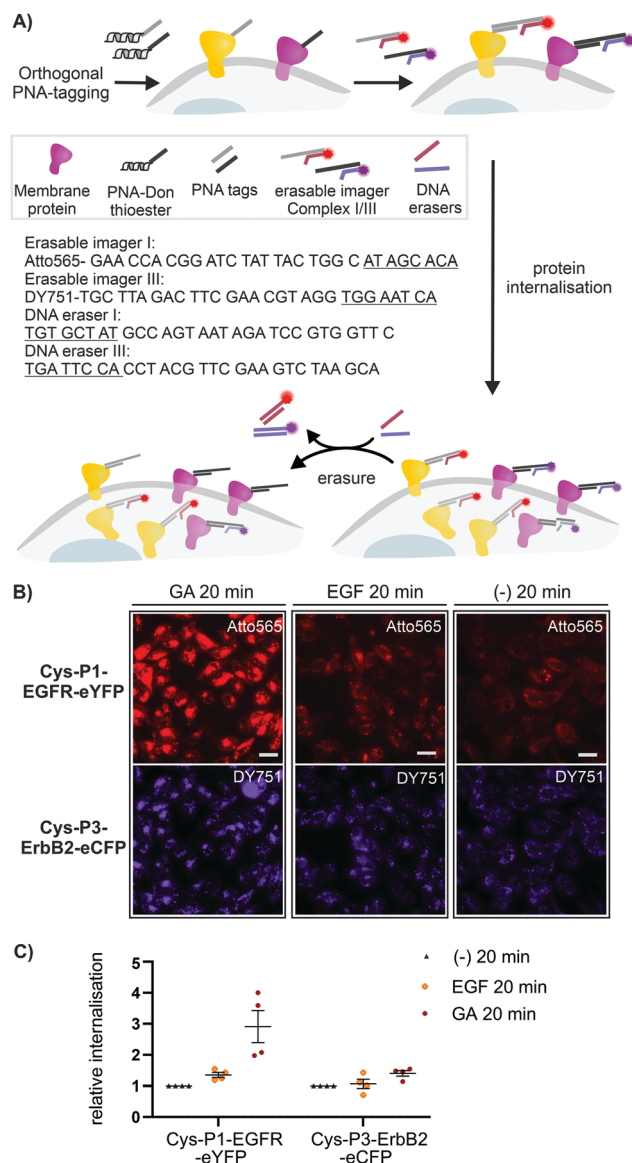 A)
Orthogonal
PNA-tagging
Membrane
protein
PNA-Don
thioester
PNA tags
erasable imager
Complex I/III
DNA
erasers
Erasable imager I:
Atto565- GAA CCA CGG ATC TAT TAC TGG C AT AGC ACA
Erasable imager III:
DY751-TGC TTA GAC TTC GAA CGT AGG TGG AAT CA
DNA eraser I:
TGT GCT AT GCC AGT AAT AGA TCC GTG GTT C
DNA eraser III:
TGA TTC CA CCT ACG TTC GAA GTC TAA GCA
protein
internalisation
erasure
B)
GA 20 min EGF 20 min (-) 20 min
Cys-P1-
EGFR-eYFP
Atto565 Atto565 Atto565
Cys-P3-
ErbB2-eCFP
DY751 DY751 DY751
C)
relative internalisation
5
4
3
2
1
0
Cys-P1-EGFR
-eYFP
Cys-P3-ErbB2
-eCFP
(-) 20 min
EGF 20 min
GA 20 min